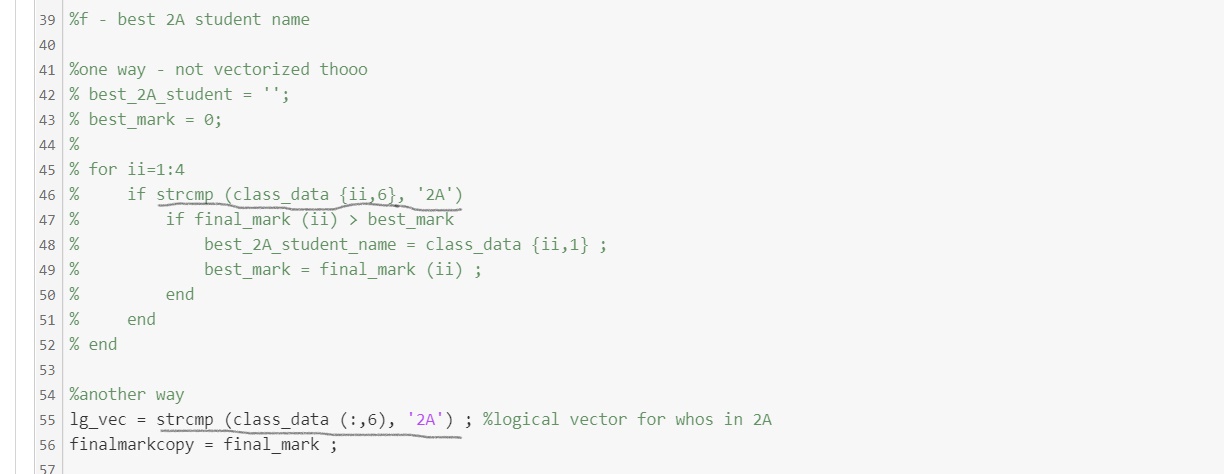 39 %f - best 2A student name
40
41 %one way - not vectorized thooo
42 % best_2A_student = '';
43 % best_mark = 0;
44 %
45 % for ii=1:4
46 %     if strcmp (class_data {ii,6}, '2A')
47 %         if final_mark (ii) > best_mark
48 %             best_2A_student_name = class_data {ii,1} ;
49 %             best_mark = final_mark (ii) ;
50 %         end
51 %     end
52 % end
53
54 %another way
55 lg_vec = strcmp (class_data (:,6), '2A') ; %logical vector for whos in 2A
56 finalmarkcopy = final_mark ;
57